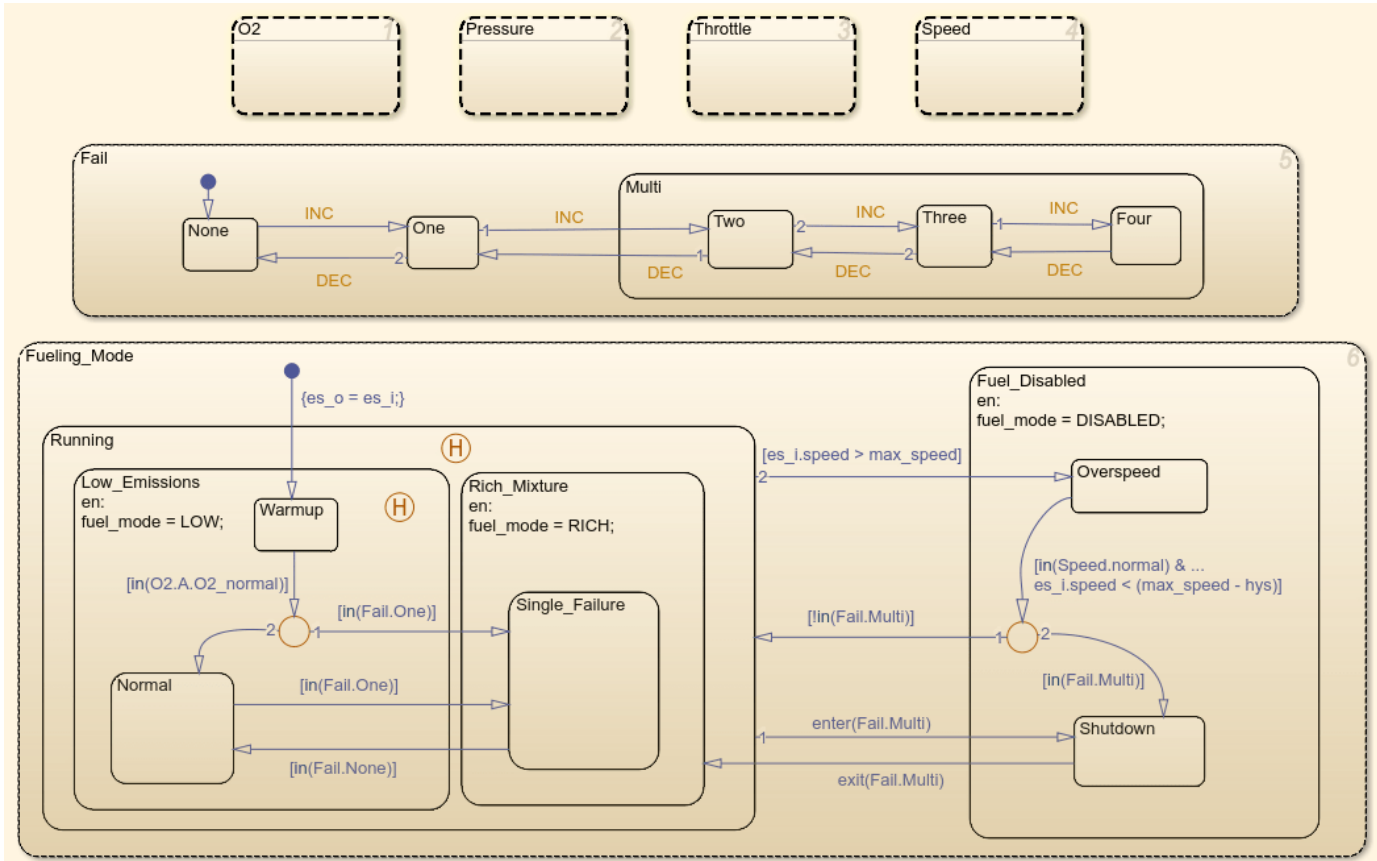 O2
1
Pressure
2
Throttle
3
Speed
4
Fail
5
None
INC
DEC
2
One
1
INC
DEC
Multi
Two
1
2
INC
DEC
2
Three
1
INC
DEC
Four
Fueling_Mode
6
{es_o = es_i;}
Running
H
Low_Emissions
en:
fuel_mode = LOW;
H
Warmup
[in(O2.A.O2_normal)]
2
1
[in(Fail.One)]
Normal
[in(Fail.One)]
[in(Fail.None)]
Rich_Mixture
en:
fuel_mode = RICH;
Single_Failure
[es_i.speed > max_speed]
2
[!in(Fail.Multi)]
1
2
enter(Fail.Multi)
1
exit(Fail.Multi)
Fuel_Disabled
en:
fuel_mode = DISABLED;
Overspeed
[in(Speed.normal) & ...
es_i.speed < (max_speed - hys)]
[in(Fail.Multi)]
Shutdown